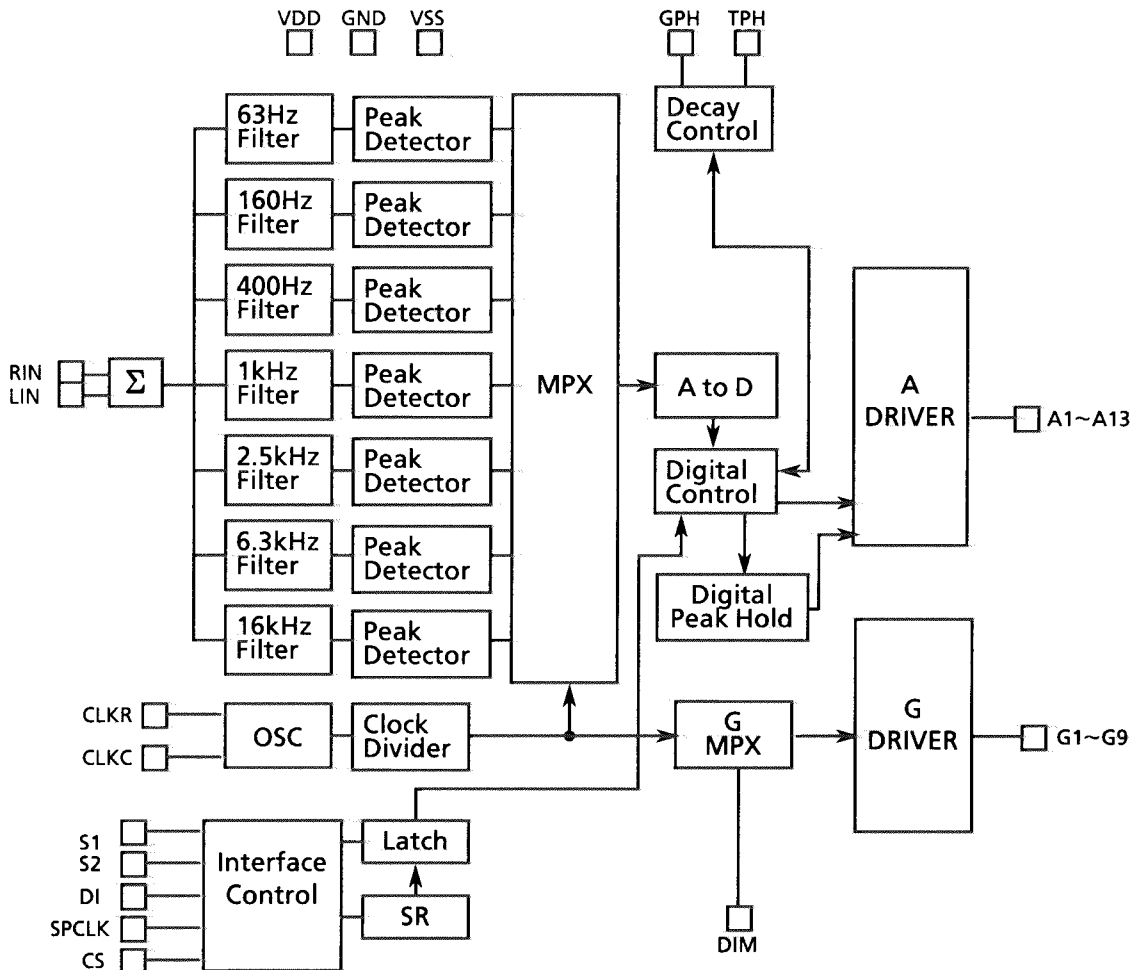 VDD GND VSS GPH TPH
63Hz
Filter
Peak
Detector
Decay
Control
160Hz
Filter
Peak
Detector
400Hz
Filter
Peak
Detector
RIN
LIN
Σ
1kHz
Filter
Peak
Detector
MPX
A to D
A
DRIVER
A1~A13
2.5kHz
Filter
Peak
Detector
Digital
Control
6.3kHz
Filter
Peak
Detector
Digital
Peak Hold
16kHz
Filter
Peak
Detector
CLKR
CLKC
OSC
Clock
Divider
G
MPX
G
DRIVER
G1~G9
S1
S2
DI
SPCLK
CS
Interface
Control
Latch
SR
DIM